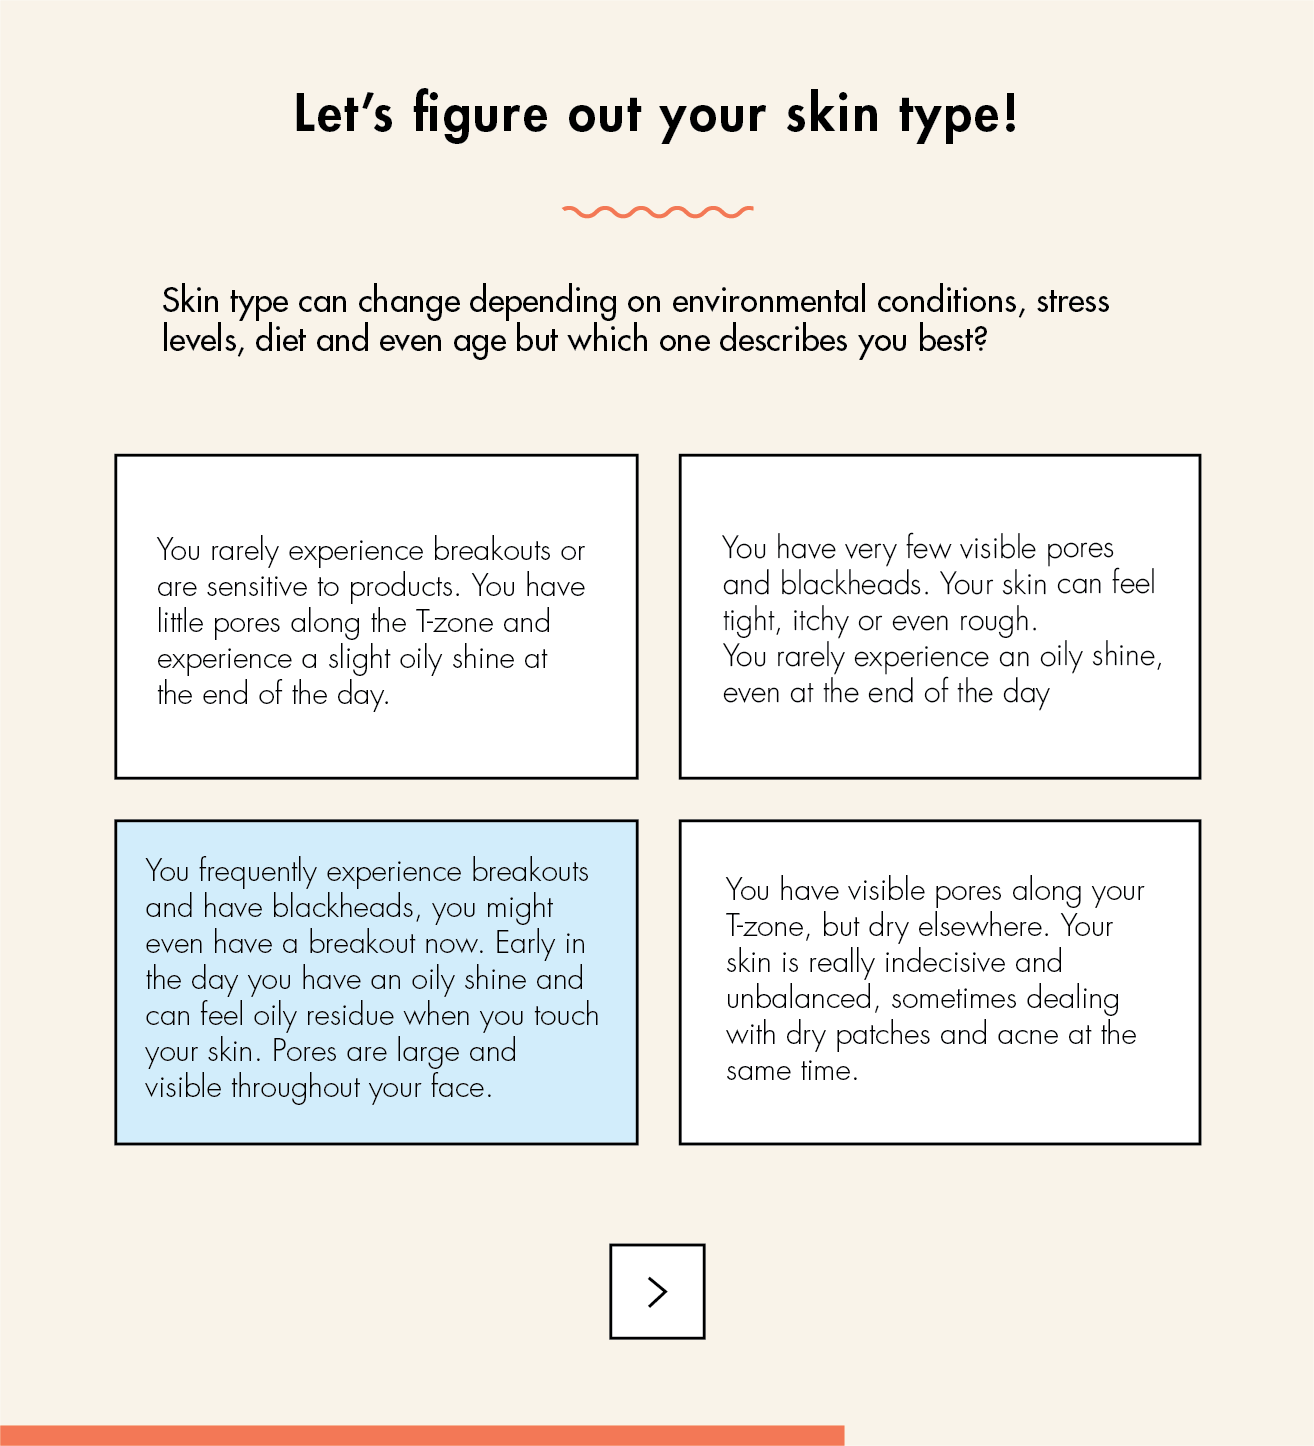 Let’s figure out your skin type!
Skin type can change depending on environmental conditions, stress
levels, diet and even age but which one describes you best?
You rarely experience breakouts or
are sensitive to products. You have
little pores along the T-zone and
experience a slight oily shine at
the end of the day.
You have very few visible pores
and blackheads. Your skin can feel
tight, itchy or even rough.
You rarely experience an oily shine,
even at the end of the day
You frequently experience breakouts
and have blackheads, you might
even have a breakout now. Early in
the day you have an oily shine and
can feel oily residue when you touch
your skin. Pores are large and
visible throughout your face.
You have visible pores along your
T-zone, but dry elsewhere. Your
skin is really indecisive and
unbalanced, sometimes dealing
with dry patches and acne at the
same time.